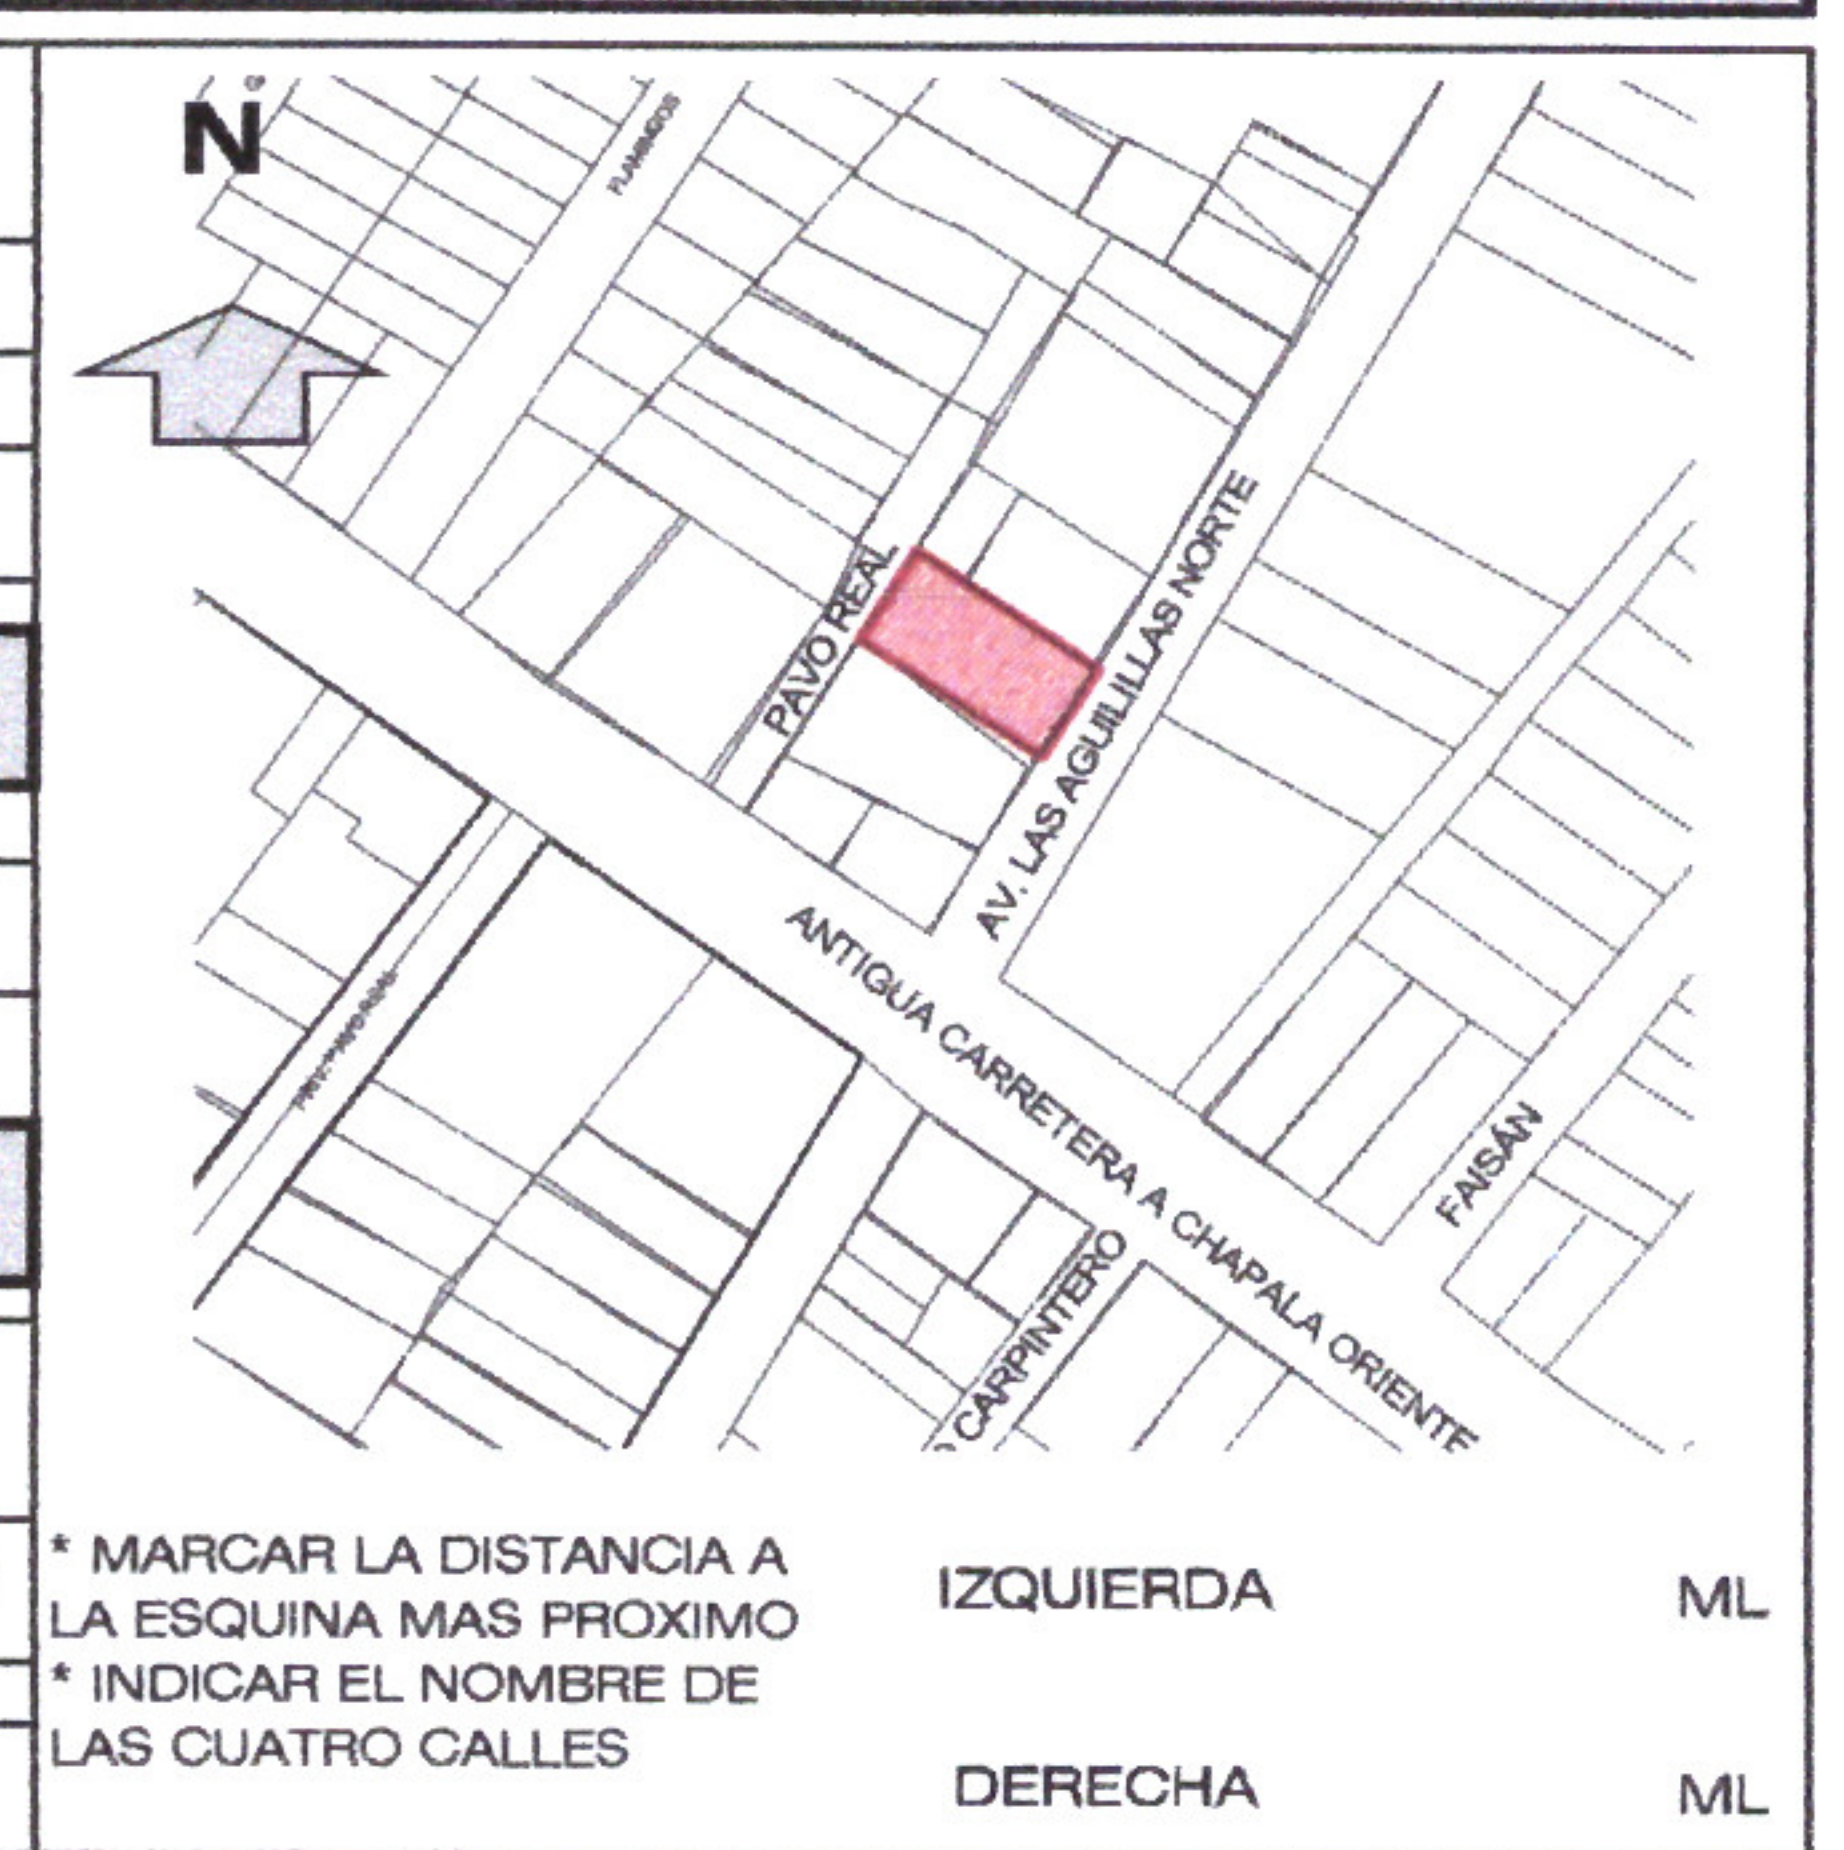 N
FLAMINGOS
PAVO REAL
AV. LAS AGUILILLAS NORTE
ANTIGUA CARRETERA A CHAPALA ORIENTE
FAISÁN
CARPINTERO
* MARCAR LA DISTANCIA A
LA ESQUINA MAS PROXIMO
* INDICAR EL NOMBRE DE
LAS CUATRO CALLES
IZQUIERDA ML
DERECHA ML